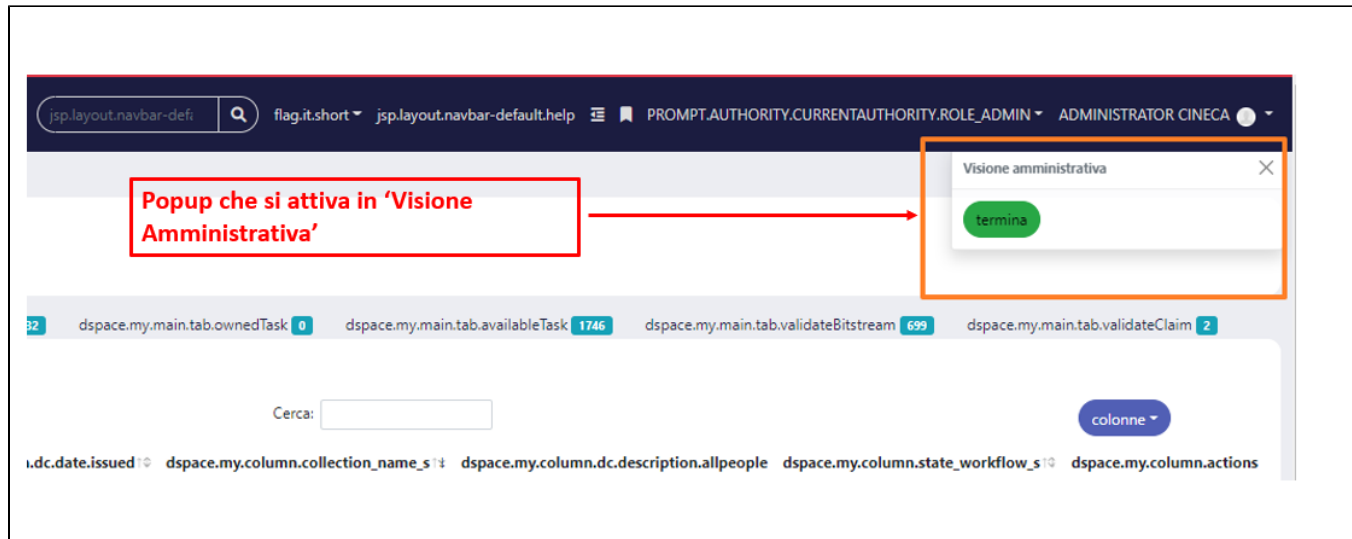 jsp.layout.navbar-defa
flag.it.short
jsp.layout.navbar-default.help
PROMPT.AUTHORITY.CURRENTAUTHORITY.ROLE_ADMIN
ADMINISTRATOR CINECA
Visione amministrativa
termina
Popup che si attiva in ‘Visione
Amministrativa’
32 dspace.my.main.tab.ownedTask 0 dspace.my.main.tab.availableTask 1746 dspace.my.main.tab.validateBitstream 699 dspace.my.main.tab.validateClaim 2
Cerca:
colonne
.dc.date.issued dspace.my.column.collection_name_s dspace.my.column.dc.description.allpeople dspace.my.column.state_workflow_s dspace.my.column.actions